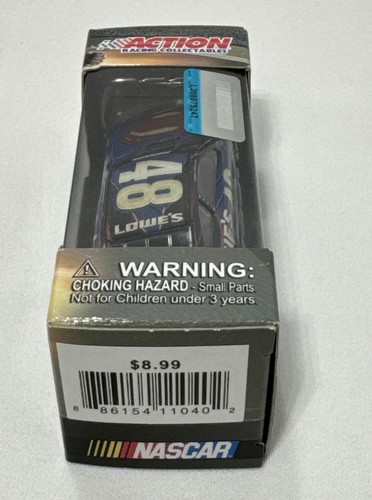 ACTION
RACING COLLECTABLES
48
LOWE'S
WARNING:
CHOKING HAZARD - Small Parts
Not for Children under 3 years.
$8.99
6 86154 11040 2
NASCAR